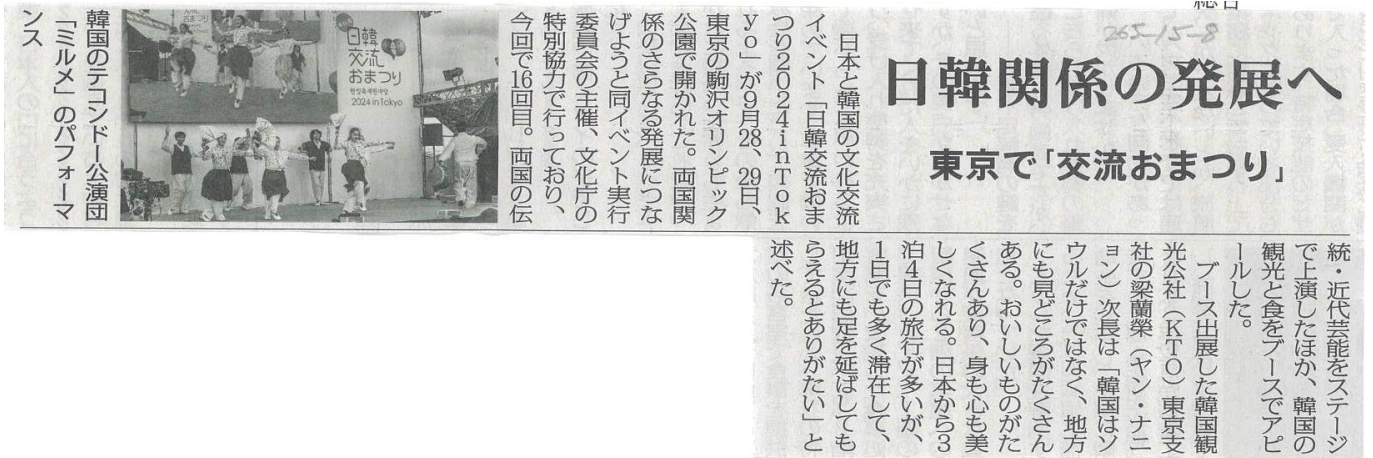 265-15-8
日韓関係の発展へ
東京で「交流おまつり」
日本と韓国の文化交流
イベント「日韓交流おま
つり2024inTok
yo」が9月28、29日、
東京の駒沢オリンピック
公園で開かれた。両国関
係のさらなる発展につな
げようと同イベント実行
委員会の主催、文化庁の
特別協力で行っており、
今回で16回目。両国の伝
統・近代芸能をステージ
で上演したほか、韓国の
観光と食をブースでアピ
ールした。
ブース出展した韓国観
光公社(KTO)東京支
社の梁蘭榮(ヤン・ナニ
ョン)次長は「韓国はソ
ウルだけではなく、地方
にも見どころがたくさん
ある。おいしいものがた
くさんあり、身も心も美
しくなれる。日本から3
泊4日の旅行が多いが、
1日でも多く滞在して、
地方にも足を延ばしても
らえるとありがたい」と
述べた。
日韓
交流
おまつり
한일축제한마당
2024 in Tokyo
韓国のテコンドー公演団
「ミルメ」のパフォーマ
ンス